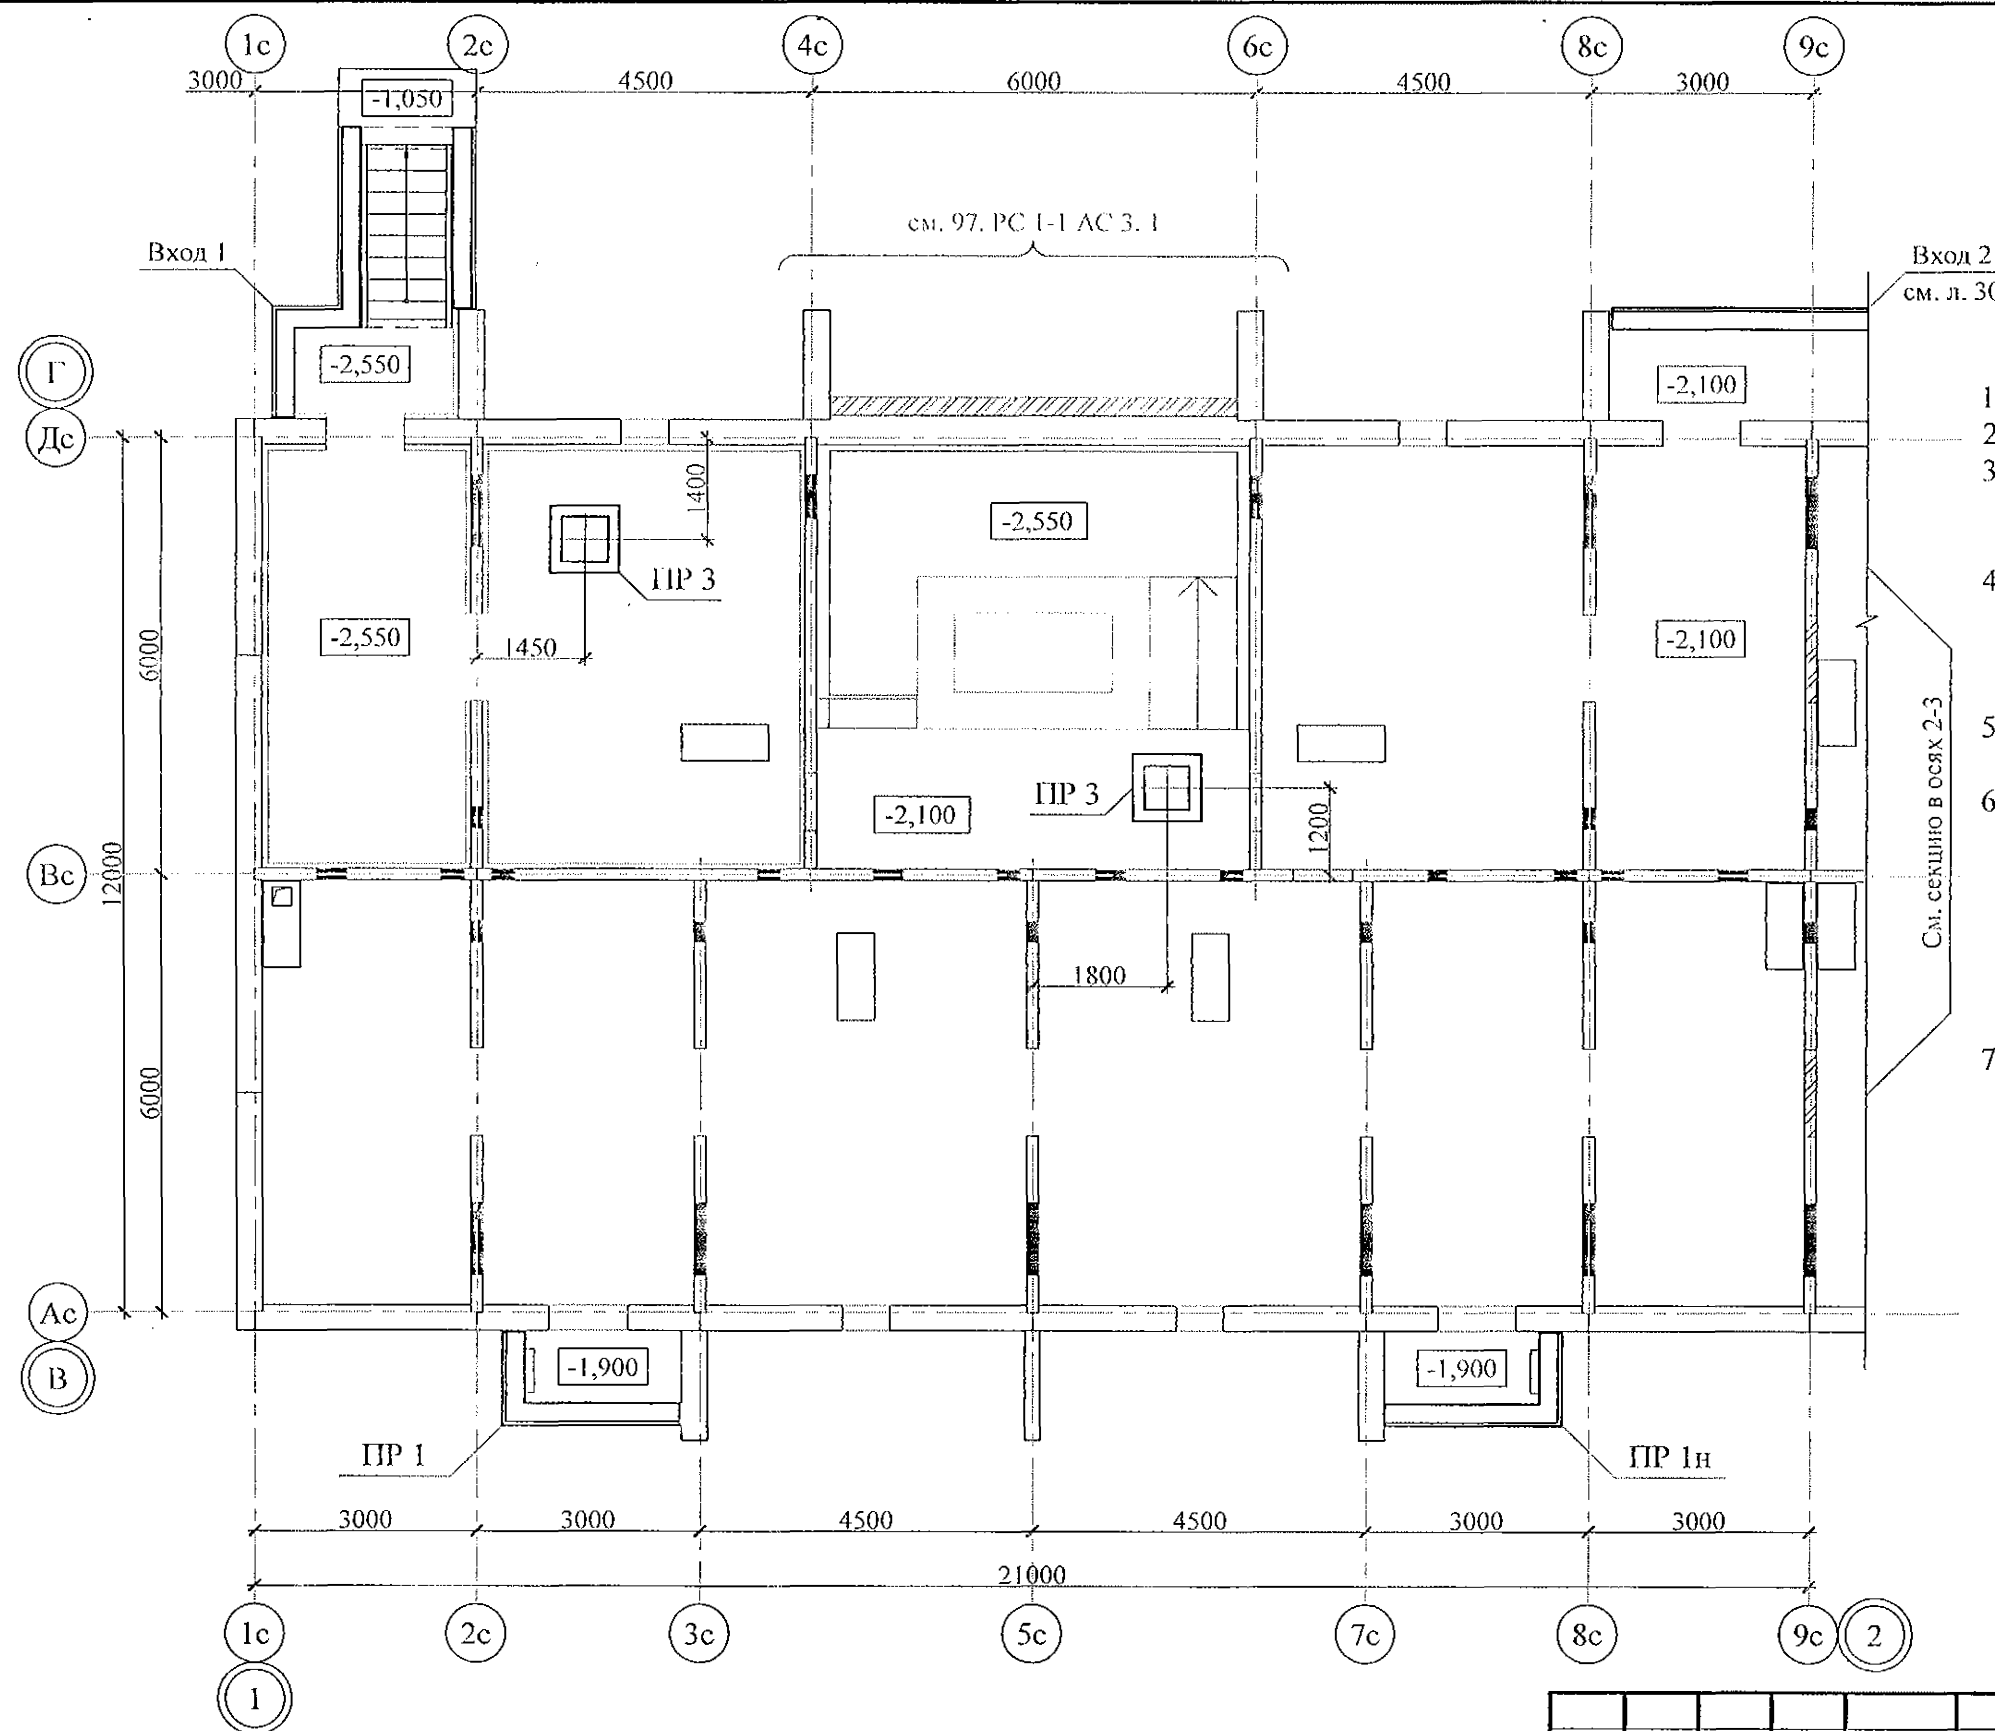 1с 2с 4с 6с 8с 9с
3000 4500 6000 4500 3000
-1,050
см. 97. РС 1-1 АС 3. 1
Вход 1
Вход 2
см. л. 30
Г
-2,550
-2,100
1
Дс
2
3
1400
-2,550
ПР 3
4
-2,550
-2,100
1450
6000
См. секцию в осях 2-3
5
ПР 3
-2,100
6
1200
Вс
12000
1800
6000
7
Ас
В
-1,900
-1,900
ПР 1
ПР 1н
3000 3000 4500 4500 3000 3000
21000
1с 2с 3с 5с 7с 8с 9с 2
1